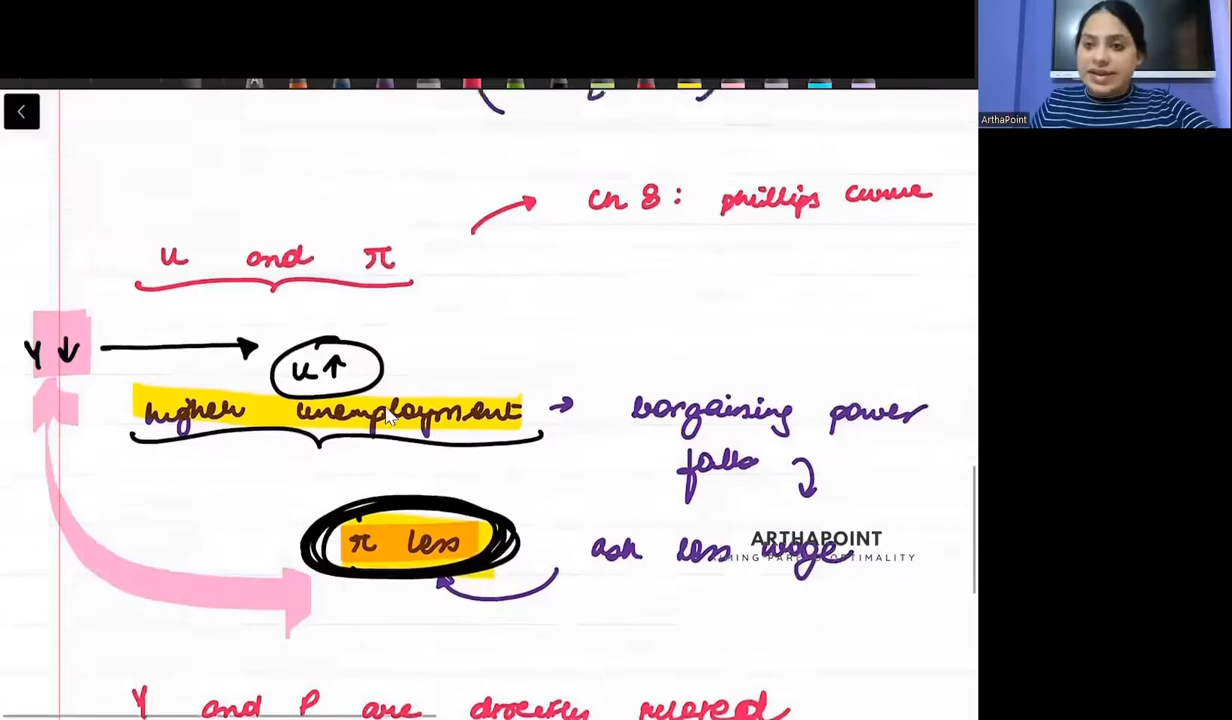 ArthaPoint
Ch 8 : phillips curve
u and π
Y ↓
u ↑
higher unemployment → bargaining power
falls
π less
ask less wage
ARTHAPOINT
Y and P are directly related